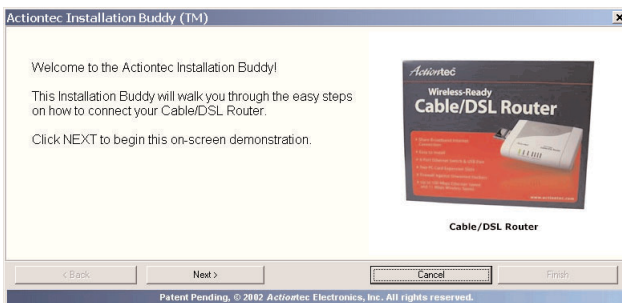 Actiontec Installation Buddy (TM)
Welcome to the Actiontec Installation Buddy!
This Installation Buddy will walk you through the easy steps
on how to connect your Cable/DSL Router.
Click NEXT to begin this on-screen demonstration.
Actiontec
Wireless-Ready
Cable/DSL Router
www.actiontec.com
Cable/DSL Router
< Back
Next >
Cancel
Finish
Patent Pending, © 2002 Actiontec Electronics, Inc. All rights reserved.